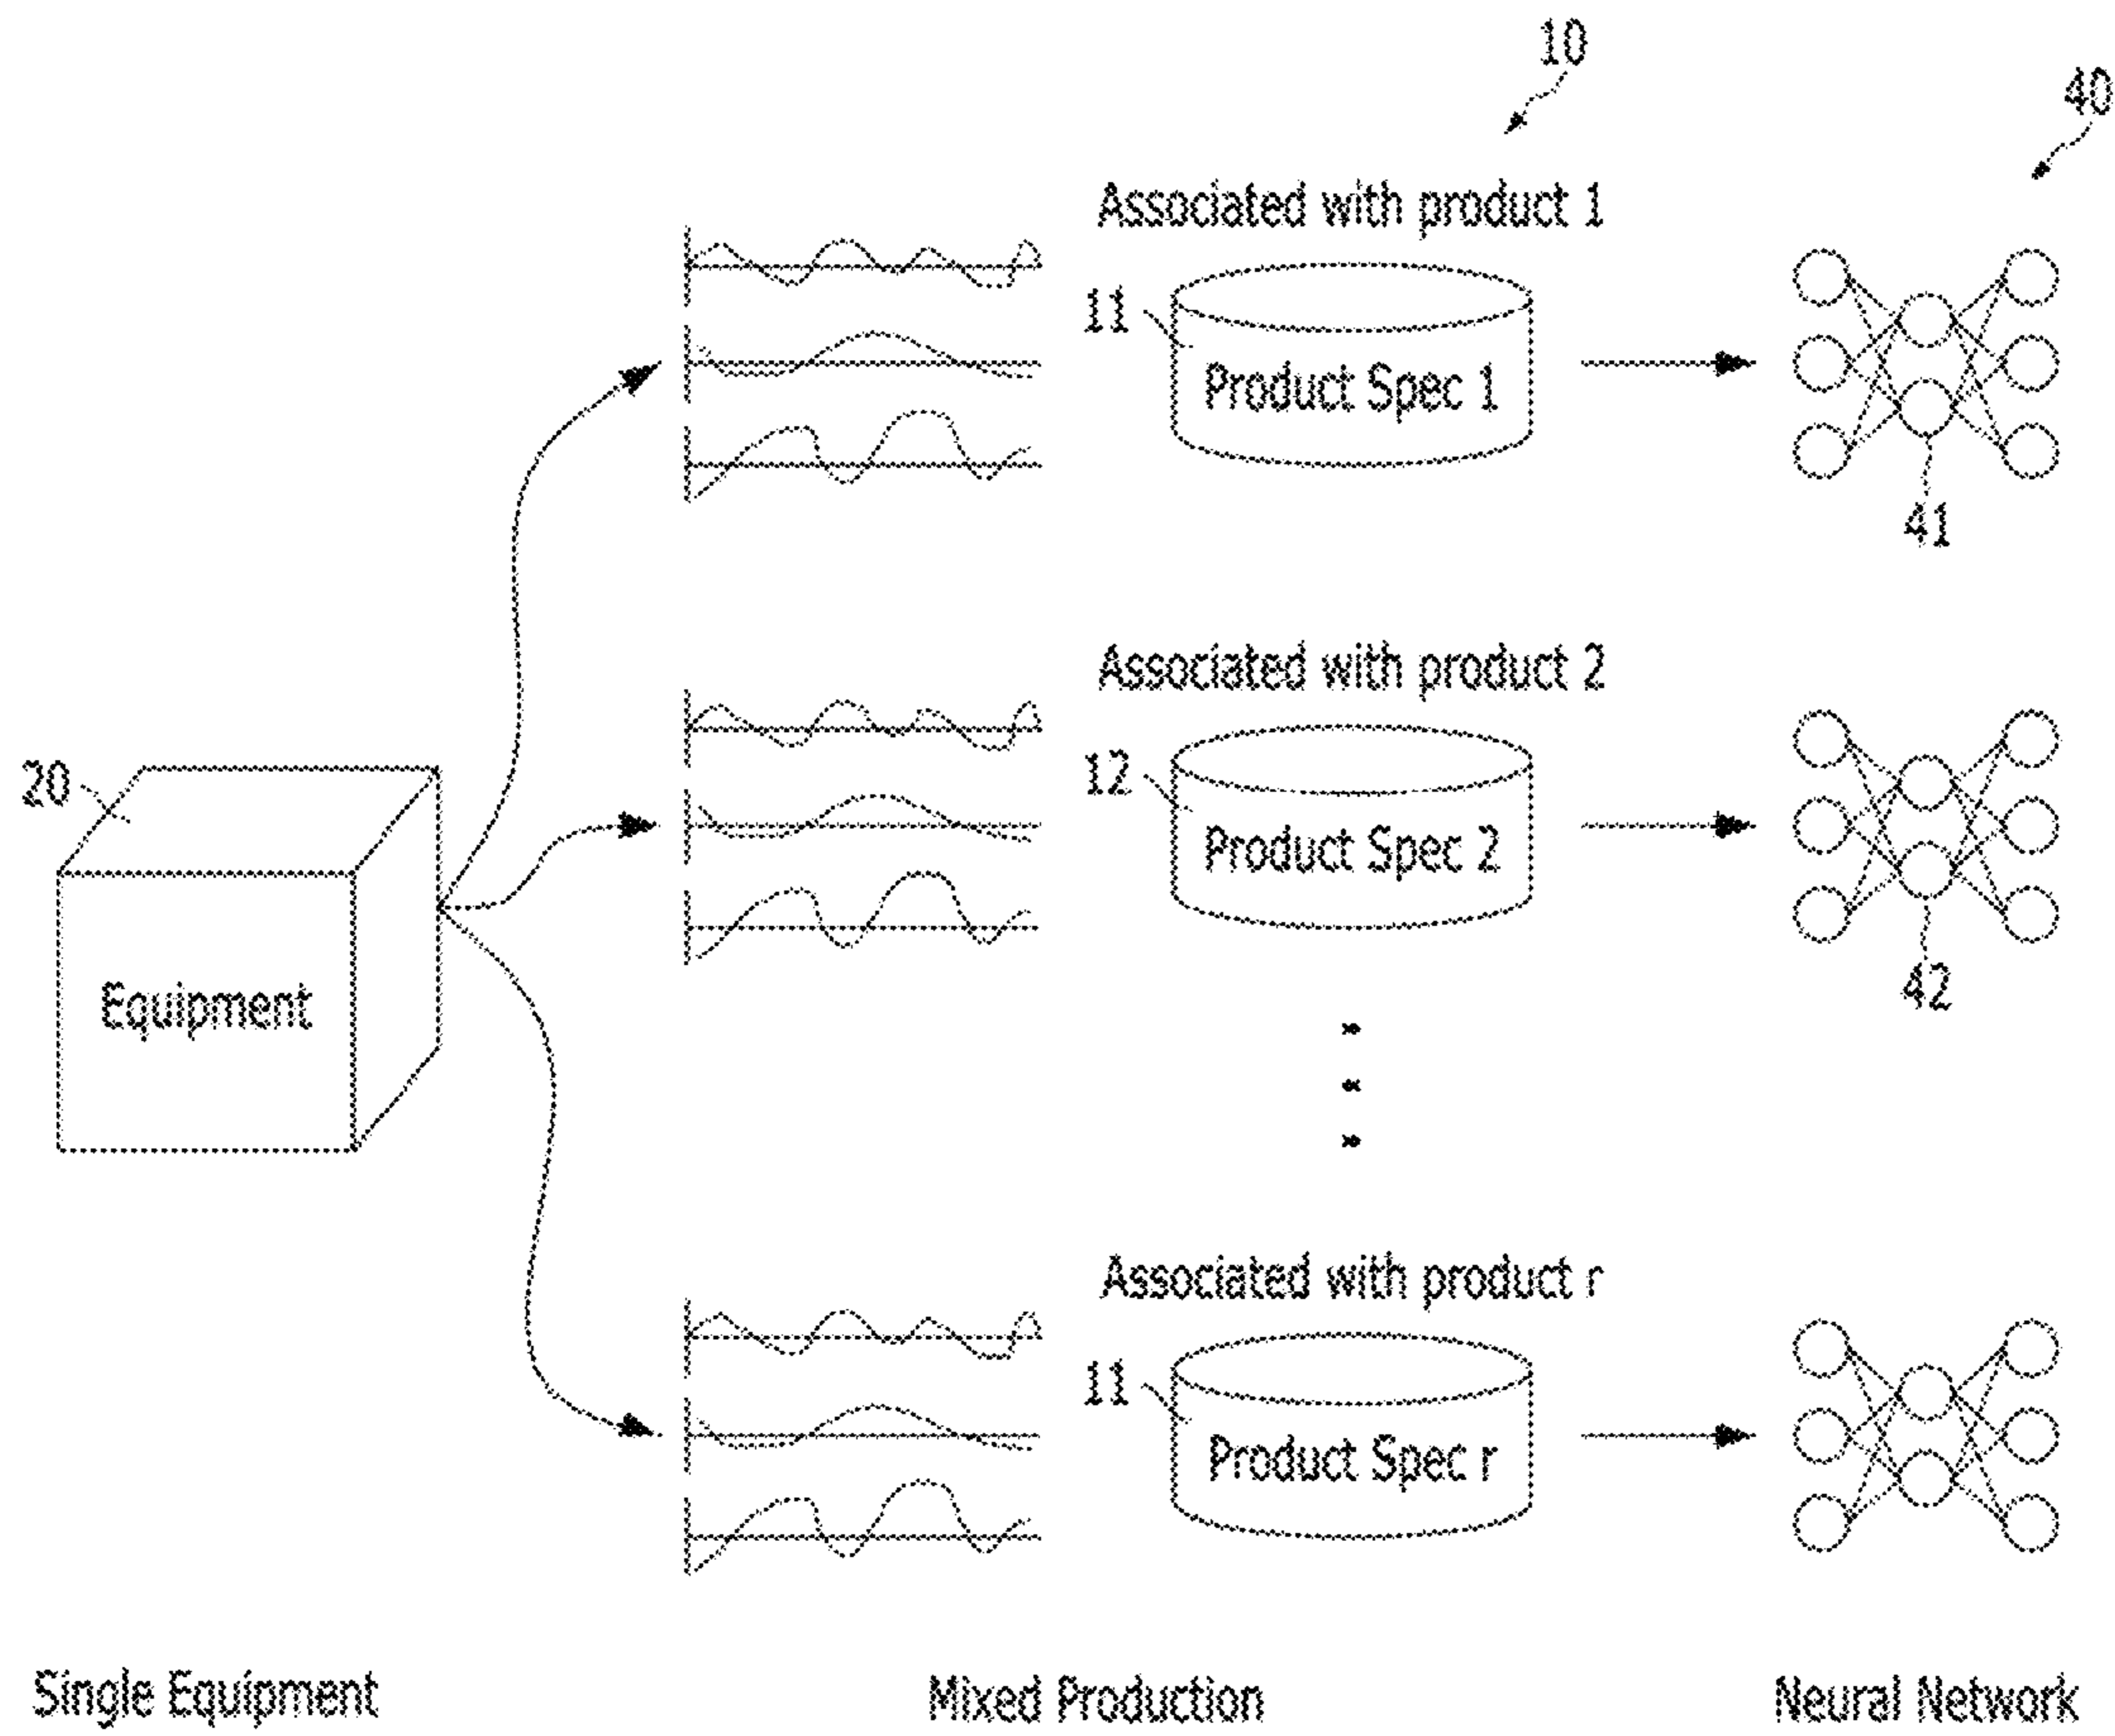 10
40
Associated with product 1
11
Product Spec 1
41
Associated with product 2
20
12
Product Spec 2
Equipment
42
Associated with product r
11
Product Spec r
Single Equipment
Mixed Production
Neural Network